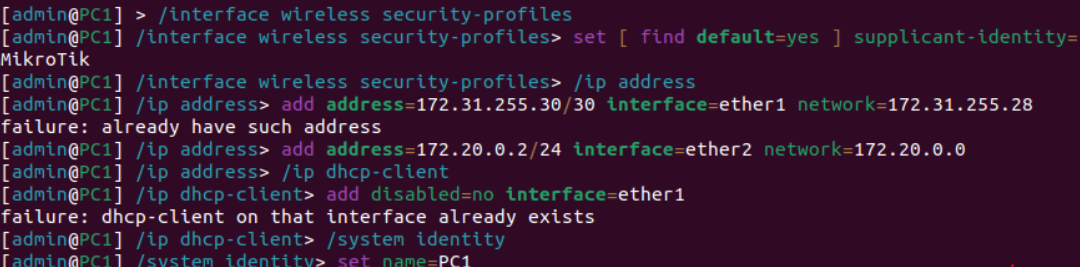 [admin@PC1] > /interface wireless security-profiles
[admin@PC1] /interface wireless security-profiles> set [ find default=yes ] supplicant-identity=
MikroTik
[admin@PC1] /interface wireless security-profiles> /ip address
[admin@PC1] /ip address> add address=172.31.255.30/30 interface=ether1 network=172.31.255.28
failure: already have such address
[admin@PC1] /ip address> add address=172.20.0.2/24 interface=ether2 network=172.20.0.0
[admin@PC1] /ip address> /ip dhcp-client
[admin@PC1] /ip dhcp-client> add disabled=no interface=ether1
failure: dhcp-client on that interface already exists
[admin@PC1] /ip dhcp-client> /system identity
[admin@PC1] /system identity> set name=PC1